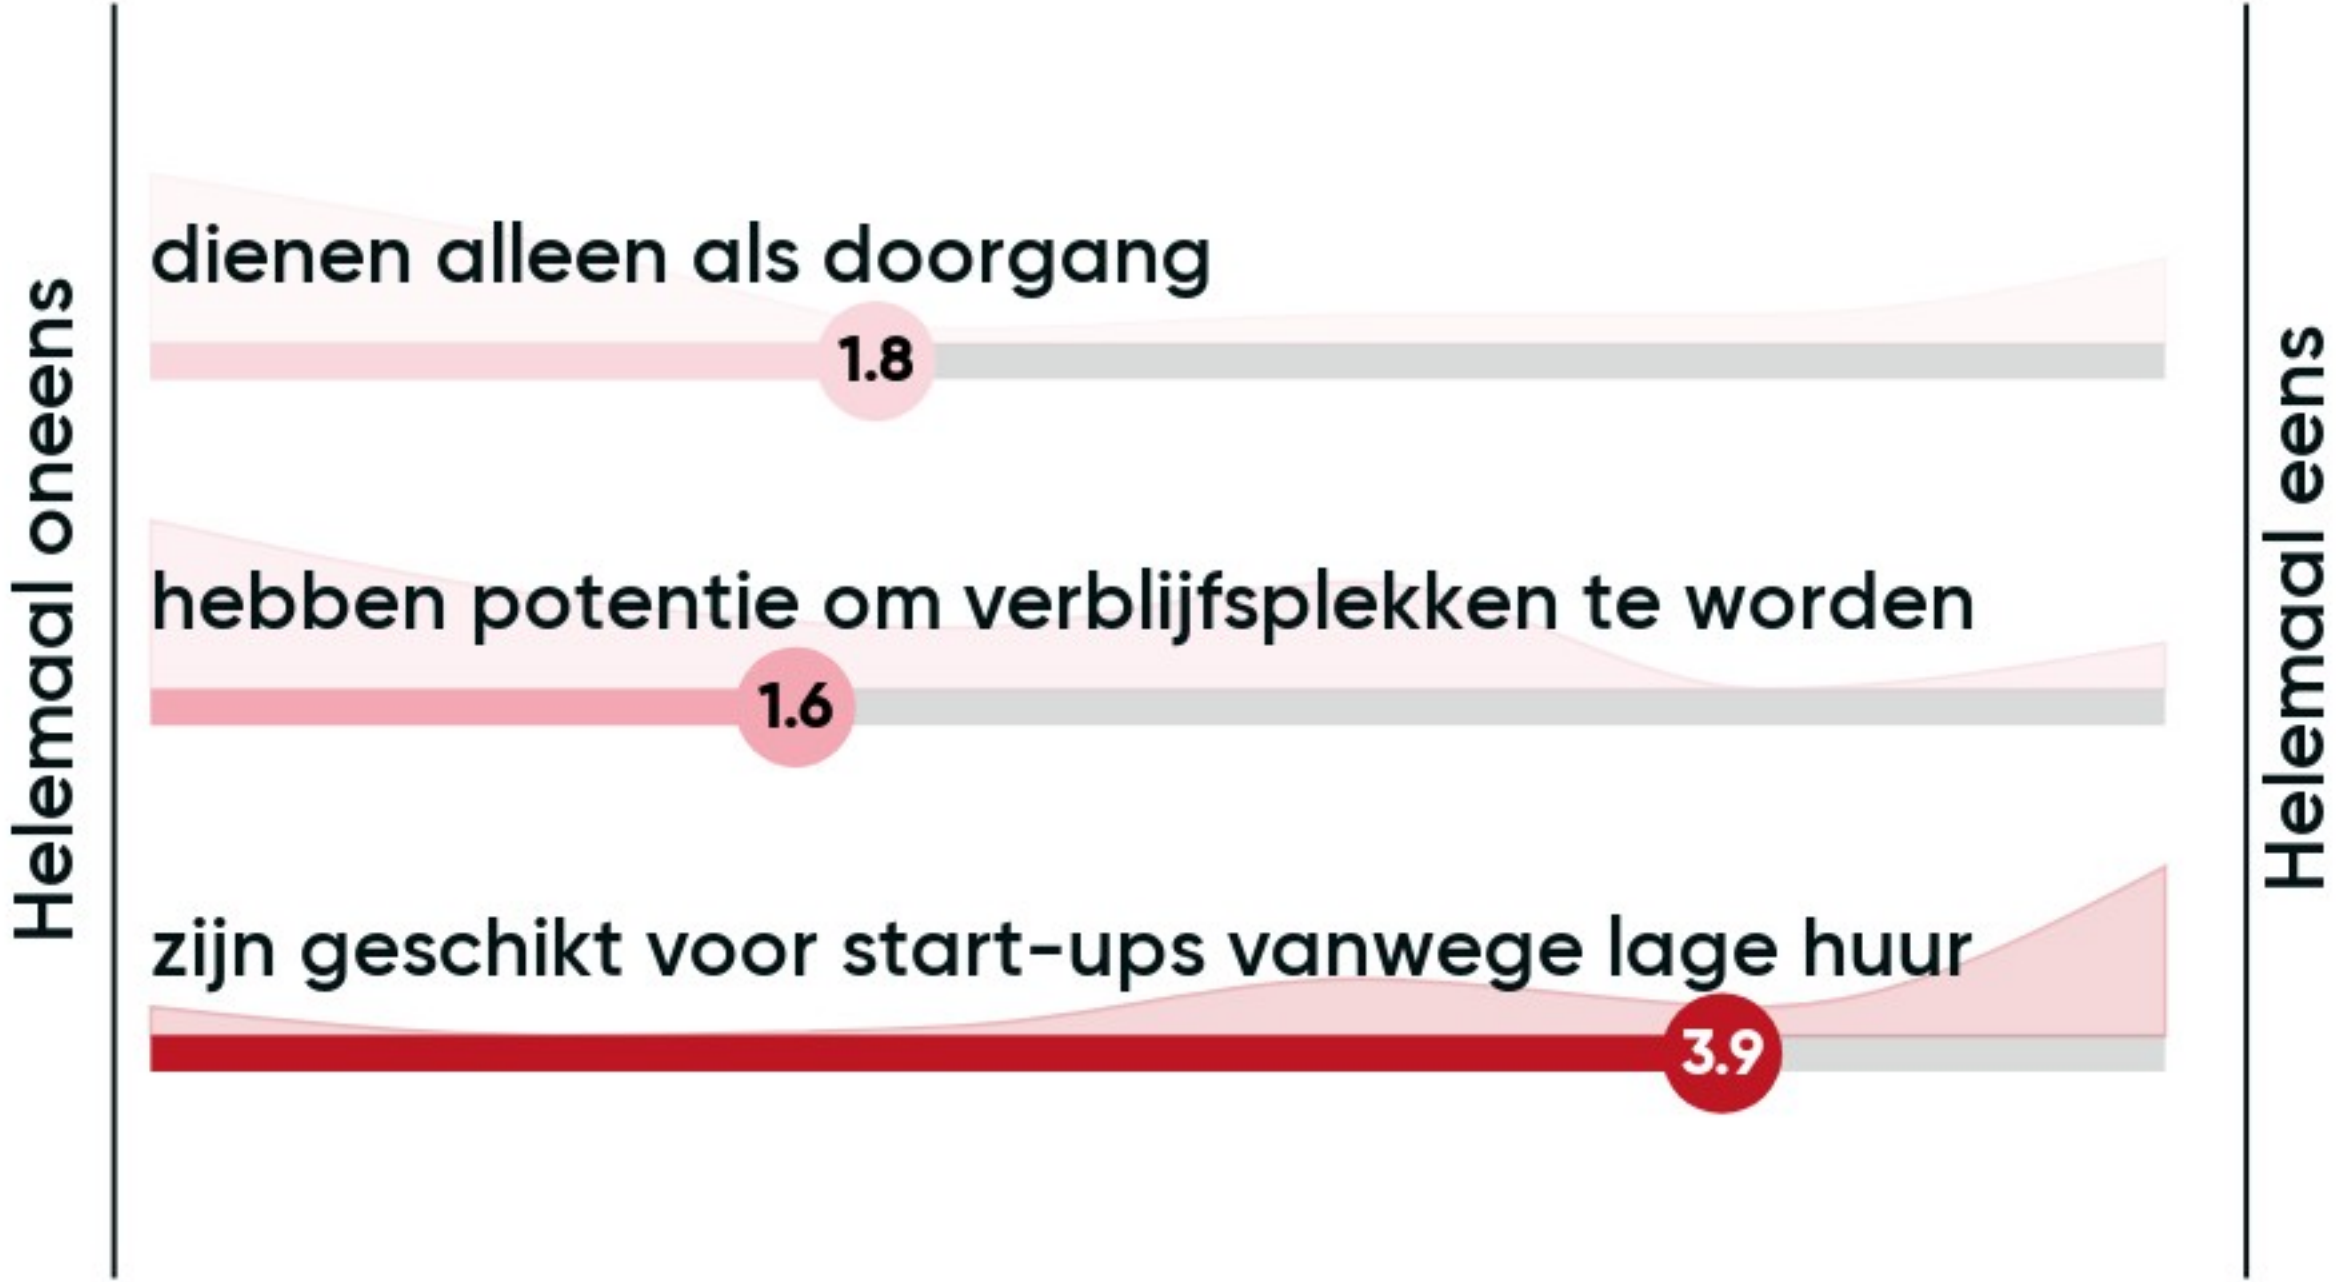 Helemaal oneens
dienen alleen als doorgang
1.8
hebben potentie om verblijfsplekken te worden
1.6
zijn geschikt voor start-ups vanwege lage huur
3.9
Helemaal eens